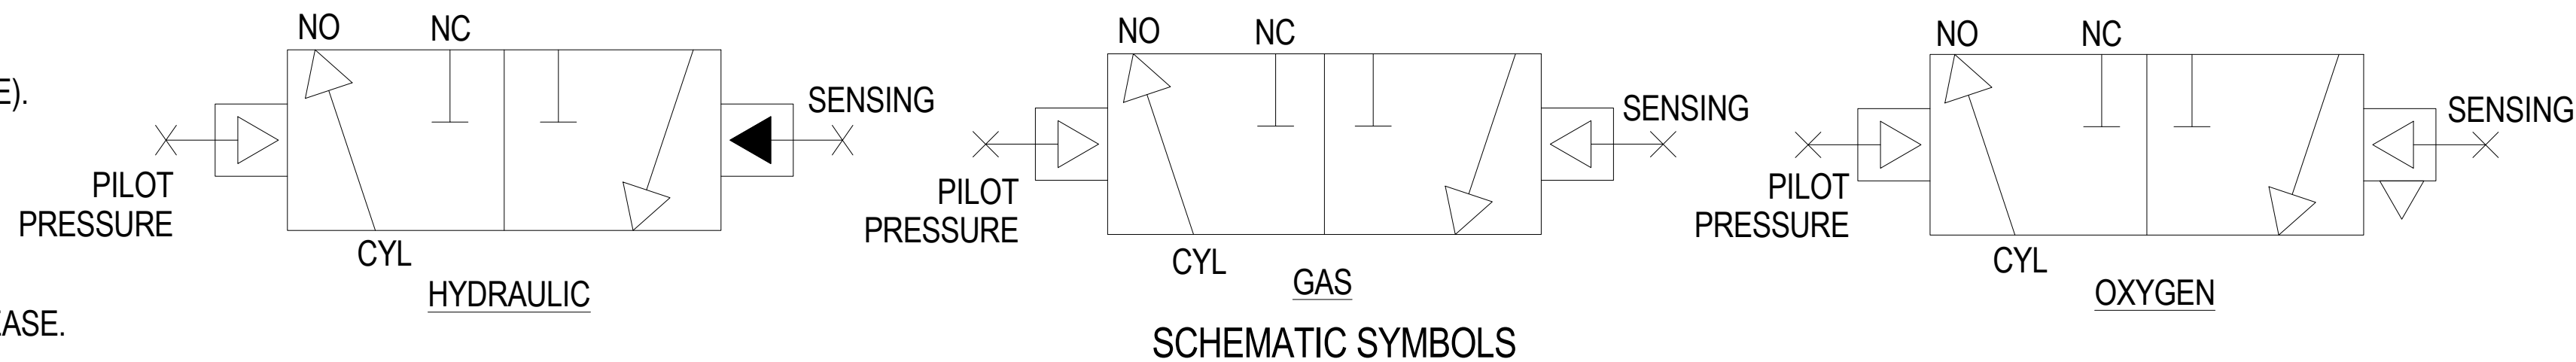 E).
EASE.
NO
NC
PILOT
PRESSURE
CYL
SENSING
HYDRAULIC
NO
NC
PILOT
PRESSURE
CYL
SENSING
GAS
NO
NC
PILOT
PRESSURE
CYL
SENSING
OXYGEN
SCHEMATIC SYMBOLS